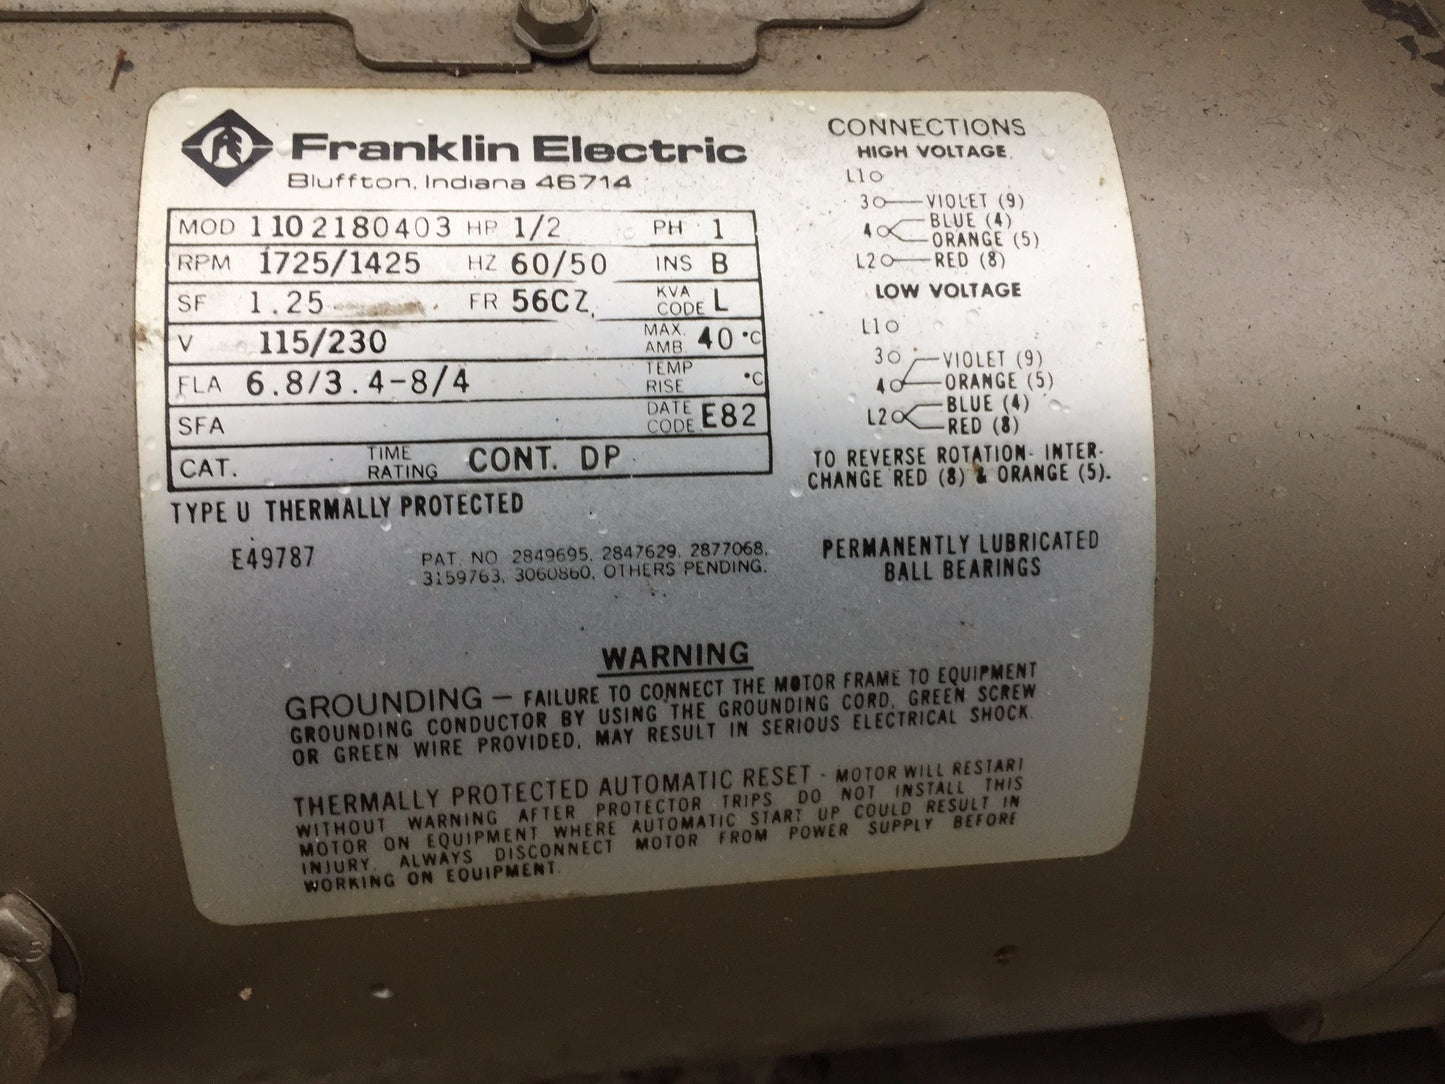 Franklin Electric
Bluffton, Indiana 46714
MOD 1102180403 HP 1/2 PH 1
RPM 1725/1425 HZ 60/50 INS B
SF 1.25 FR 56CZ KVA CODE L
V 115/230 MAX. AMB. 40 °C
FLA 6.8/3.4-8/4 TEMP RISE °C
SFA DATE CODE E82
CAT. TIME RATING CONT. DP
TYPE U THERMALLY PROTECTED
E49787
PAT. NO. 2849695, 2847629, 2877068,
3159763, 3060860, OTHERS PENDING.
CONNECTIONS
HIGH VOLTAGE
L1
3 VIOLET (9)
4 BLUE (4)
ORANGE (5)
L2 RED (8)
LOW VOLTAGE
L1
3 VIOLET (9)
4 ORANGE (5)
L2 BLUE (4)
RED (8)
TO REVERSE ROTATION- INTER-
CHANGE RED (8) & ORANGE (5).
PERMANENTLY LUBRICATED
BALL BEARINGS
WARNING
GROUNDING — FAILURE TO CONNECT THE MOTOR FRAME TO EQUIPMENT
GROUNDING CONDUCTOR BY USING THE GROUNDING CORD, GREEN SCREW
OR GREEN WIRE PROVIDED, MAY RESULT IN SERIOUS ELECTRICAL SHOCK.
THERMALLY PROTECTED AUTOMATIC RESET - MOTOR WILL RESTART
WITHOUT WARNING AFTER PROTECTOR TRIPS DO NOT INSTALL THIS
MOTOR ON EQUIPMENT WHERE AUTOMATIC START UP COULD RESULT IN
INJURY. ALWAYS DISCONNECT MOTOR FROM POWER SUPPLY BEFORE
WORKING ON EQUIPMENT.